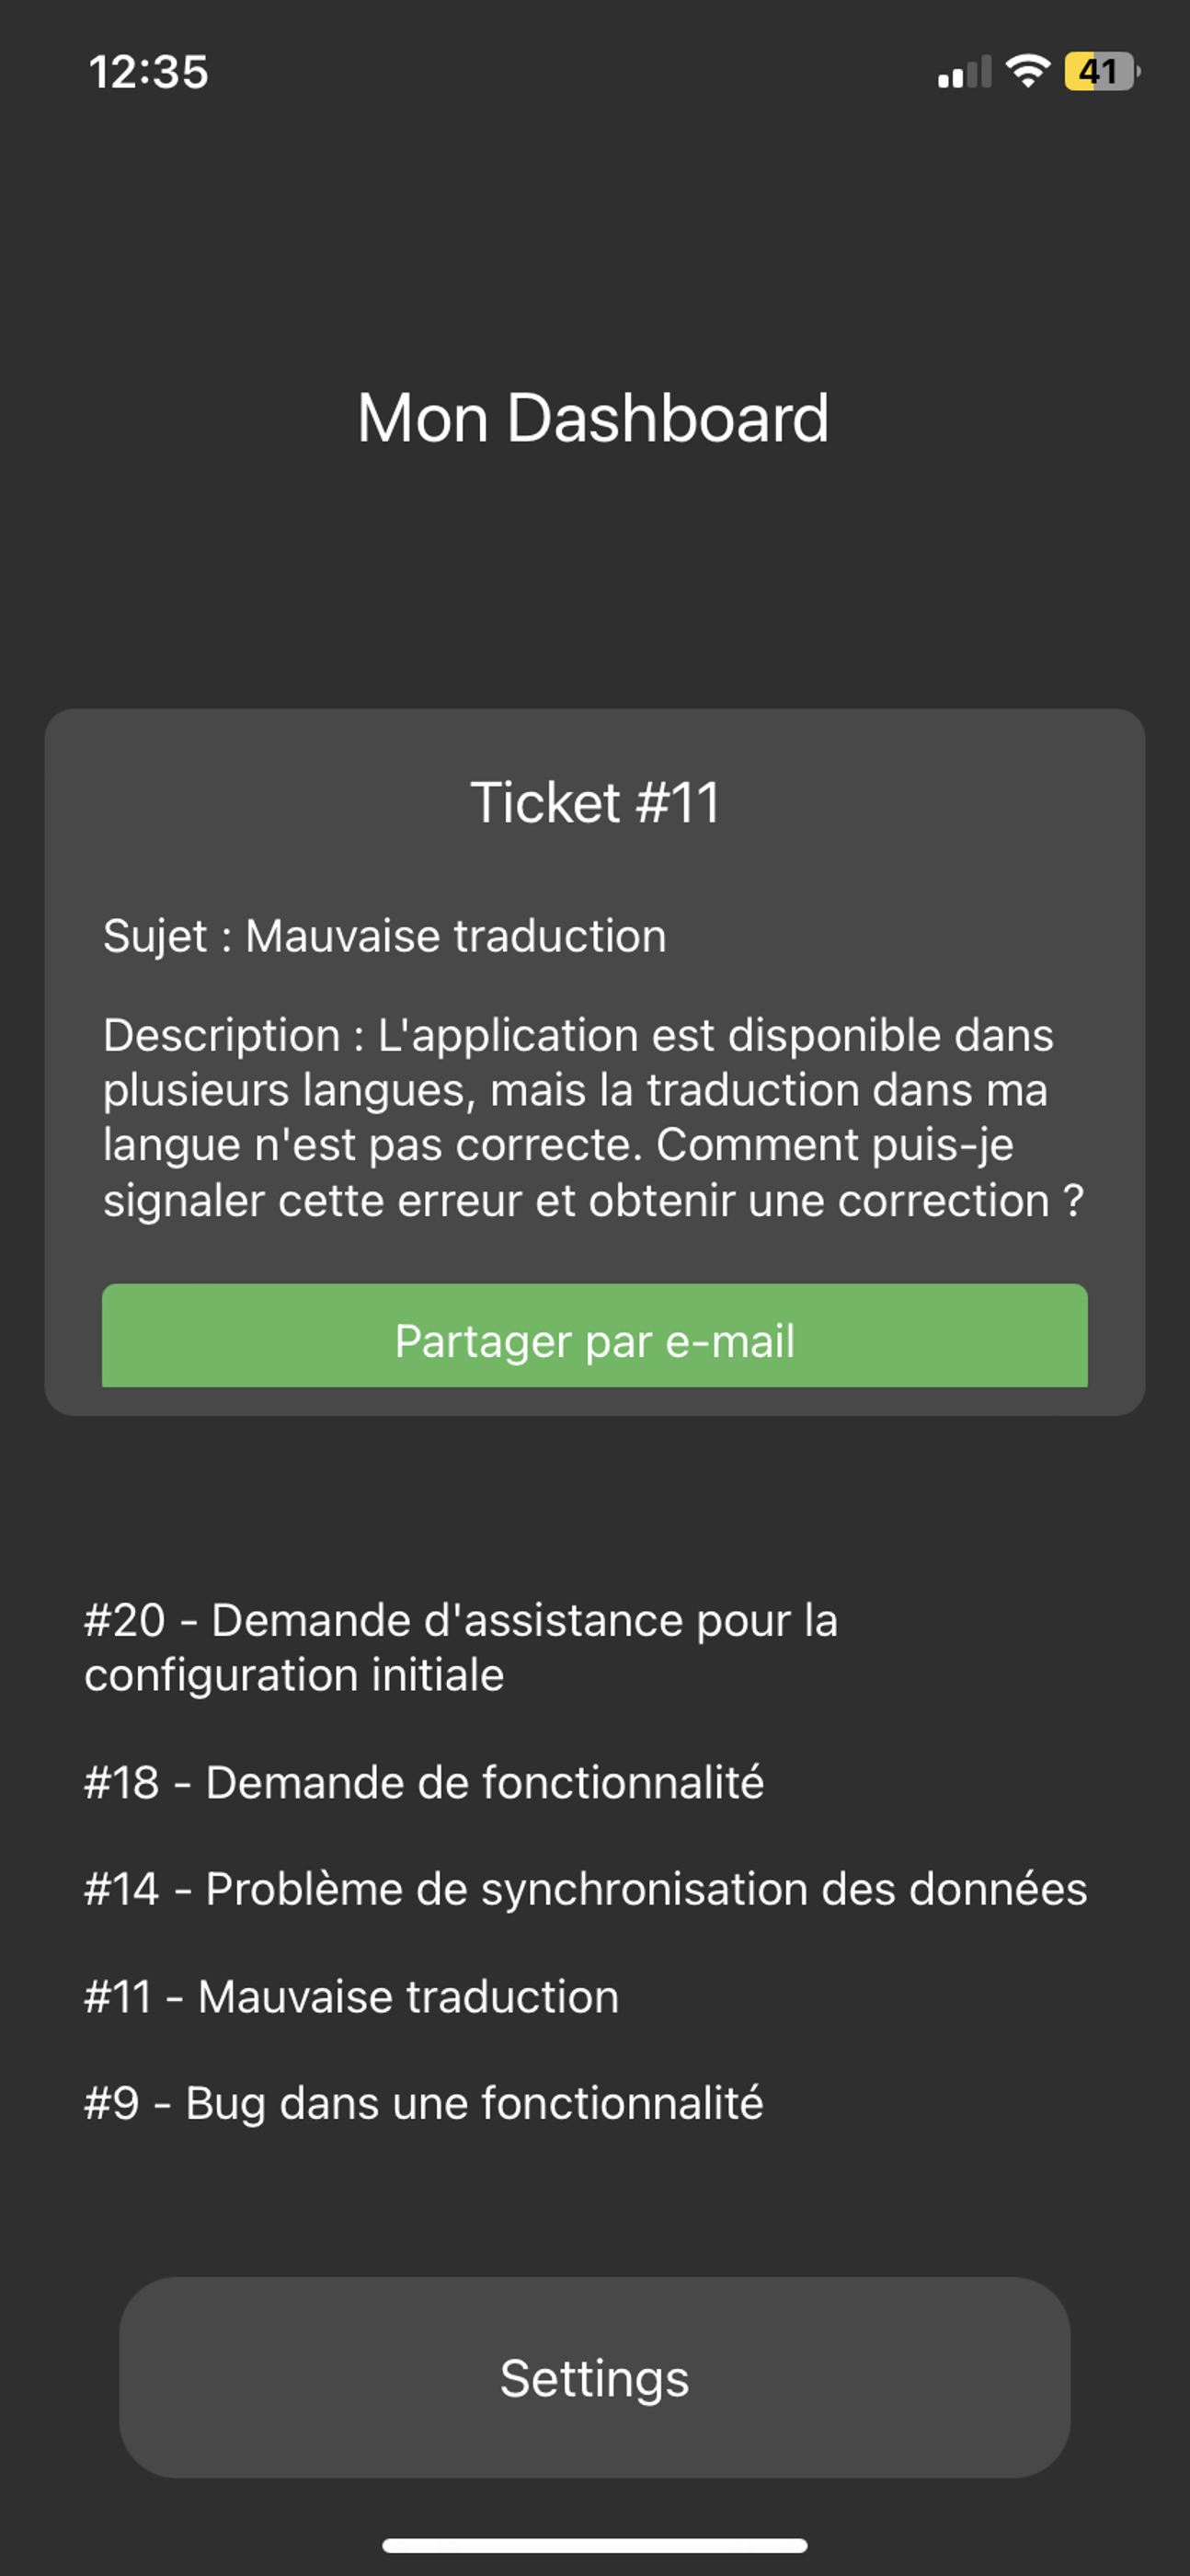 12:35
41
Mon Dashboard
Ticket #11
Sujet : Mauvaise traduction
Description : L'application est disponible dans
plusieurs langues, mais la traduction dans ma
langue n'est pas correcte. Comment puis-je
signaler cette erreur et obtenir une correction ?
Partager par e-mail
#20 - Demande d'assistance pour la
configuration initiale
#18 - Demande de fonctionnalité
#14 - Problème de synchronisation des données
#11 - Mauvaise traduction
#9 - Bug dans une fonctionnalité
Settings